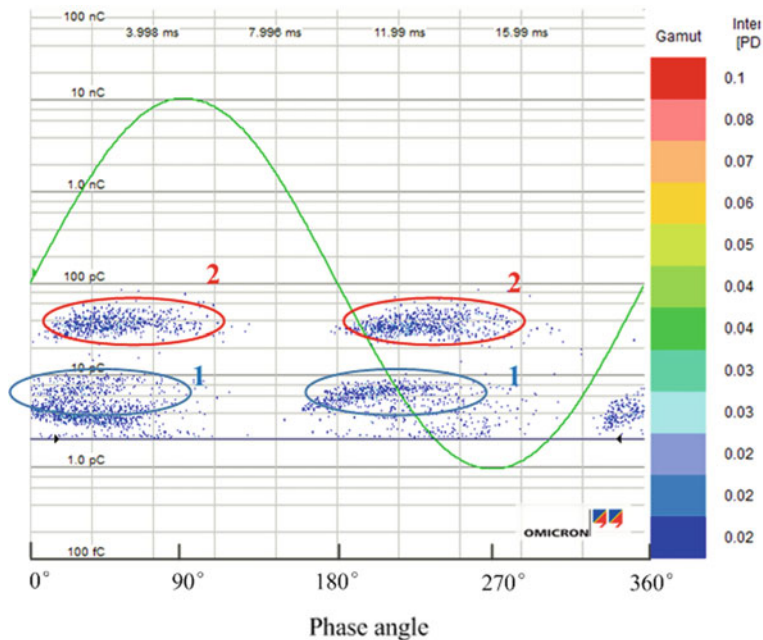 100 nC
3.998 ms 7.996 ms 11.99 ms 15.99 ms
Gamut
Inter
[PD
10 nC
1.0 nC
100 pC
10 pC
1.0 pC
100 fC
2 2
1 1
0.1
0.08
0.07
0.06
0.05
0.04
0.04
0.03
0.03
0.02
0.02
0.02
OMICRON
0° 90° 180° 270° 360°
Phase angle